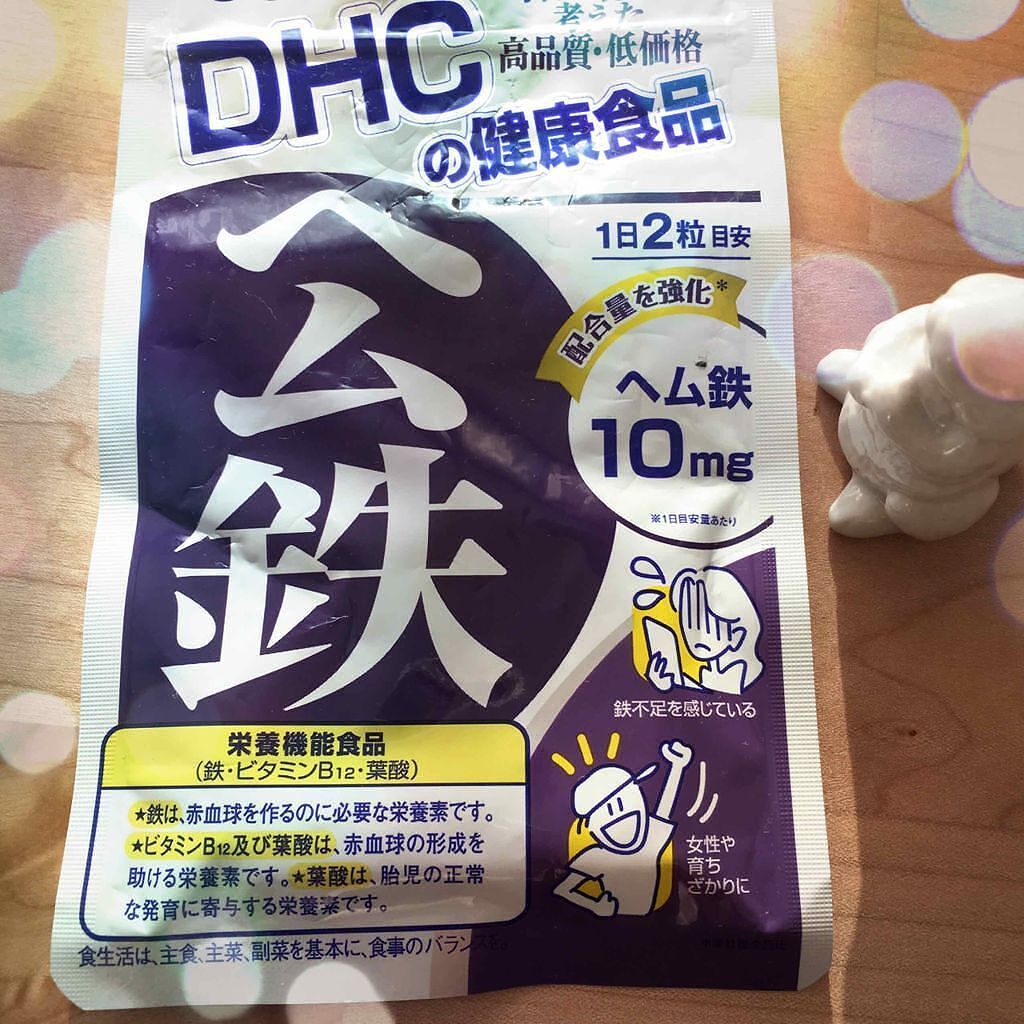 DHC
考えた
高品質・低価格
の健康食品
ヘム鉄
1日2粒目安
配合量を強化*
ヘム鉄
10mg
※1日目安量あたり
鉄不足を感じている
女性や
育ち
ざかりに
栄養機能食品
(鉄・ビタミンB12・葉酸)
★鉄は、赤血球を作るのに必要な栄養素です。
★ビタミンB12及び葉酸は、赤血球の形成を
助ける栄養素です。★葉酸は、胎児の正常
な発育に寄与する栄養素です。
食生活は、主食、主菜、副菜を基本に、食事のバランスを。